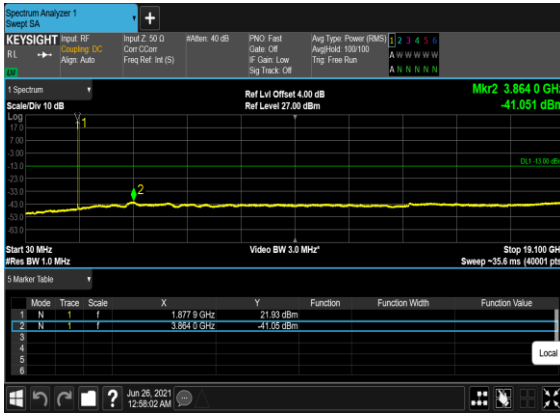 Spectrum Analyzer 1
Swept SA
KEYSIGHT Input: RF Input Z: 50 Ω #Atten: 40 dB PNO: Fast Avg Type: Power (RMS) 1 2 3 4 5 6
RL Coupling: DC Corr CCorr Gate: Off Avg|Hold: 100/100 A W W W W W
Align: Auto Freq Ref: Int (S) IF Gain: Low Trig: Free Run
Sig Track: Off A N N N N N
1 Spectrum Ref Lvl Offset 4.00 dB Mkr2 3.864 0 GHz
Scale/Div 10 dB Ref Level 27.00 dBm -41.051 dBm
Log
17.0
7.00
-3.00
-13.0
DL1 -13.00 dBm
-23.0
-33.0
-43.0
-53.0
-63.0
1
2
Start 30 MHz Video BW 3.0 MHz* Stop 19.100 GH
#Res BW 1.0 MHz Sweep ~35.6 ms (40001 pts
5 Marker Table
Mode Trace Scale X Y Function Function Width Function Value
1 N 1 f 1.877 9 GHz 21.93 dBm
2 N 1 f 3.864 0 GHz -41.05 dBm
3
4
5
6
Local
? Jun 26, 2021
12:58:02 AM